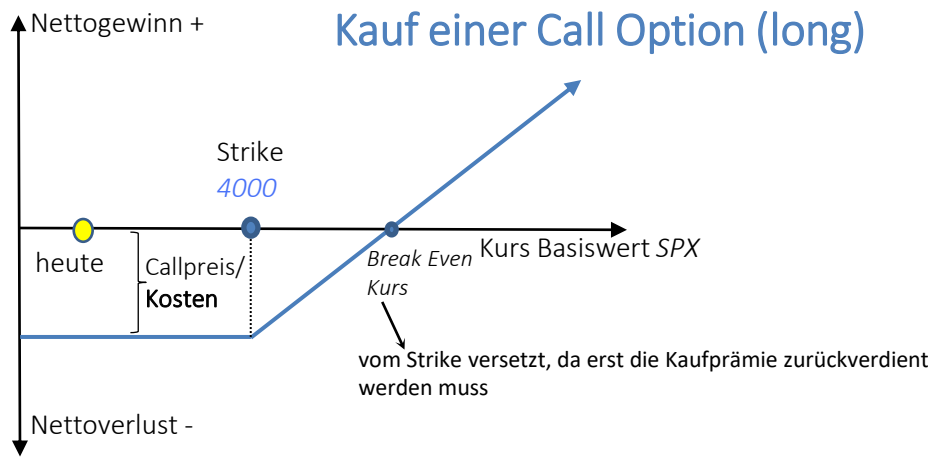 Nettogewinn +
Kauf einer Call Option (long)
Strike
4000
heute
Callpreis/
Kosten
Break Even
Kurs
Kurs Basiswert SPX
vom Strike versetzt, da erst die Kaufprämie zurückverdient
werden muss
Nettoverlust -